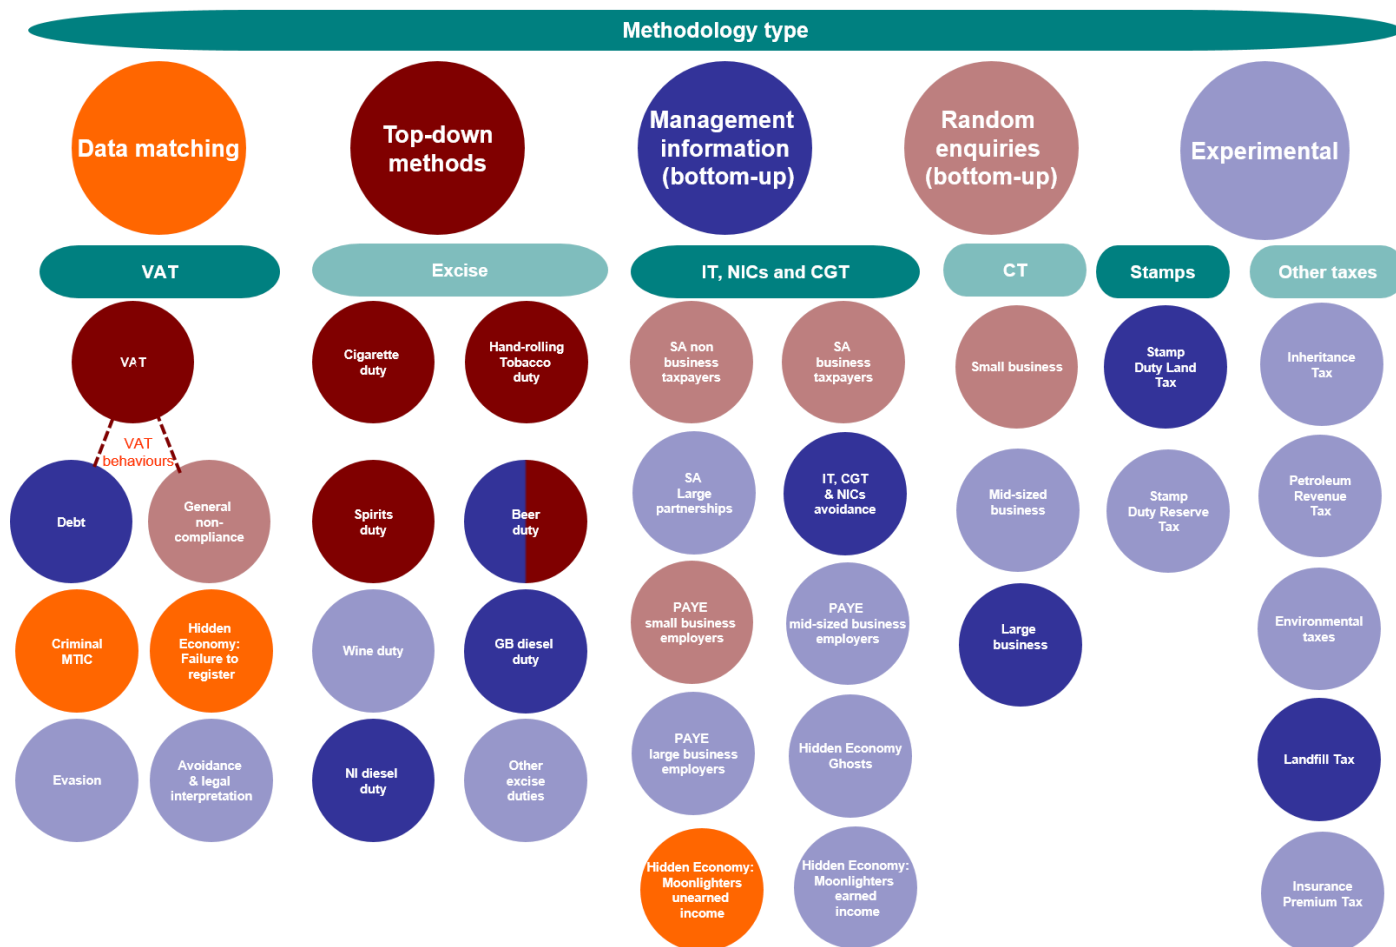 Methodology type
Data matching
Top-down
methods
Management
information
(bottom-up)
Random
enquiries
(bottom-up)
Experimental
VAT
Excise
IT, NICs and CGT
CT
Stamps
Other taxes
VAT
VAT
behaviours
Debt
General
non-
compliance
Criminal
MTIC
Hidden
Economy:
Failure to
register
Evasion
Avoidance
& legal
interpretation
Cigarette
duty
Hand-rolling
Tobacco
duty
Spirits
duty
Beer
duty
Wine duty
GB diesel
duty
NI diesel
duty
Other
excise
duties
SA non
business
taxpayers
SA
business
taxpayers
SA
Large
partnerships
IT, CGT
& NICs
avoidance
PAYE
small business
employers
PAYE
mid-sized business
employers
PAYE
large business
employers
Hidden Economy
Ghosts
Hidden Economy:
Moonlighters
unearned
income
Hidden Economy:
Moonlighters
earned
income
Small business
Mid-sized
business
Large
business
Stamp
Duty Land
Tax
Stamp
Duty Reserve
Tax
Inheritance
Tax
Petroleum
Revenue
Tax
Environmental
taxes
Landfill Tax
Insurance
Premium Tax